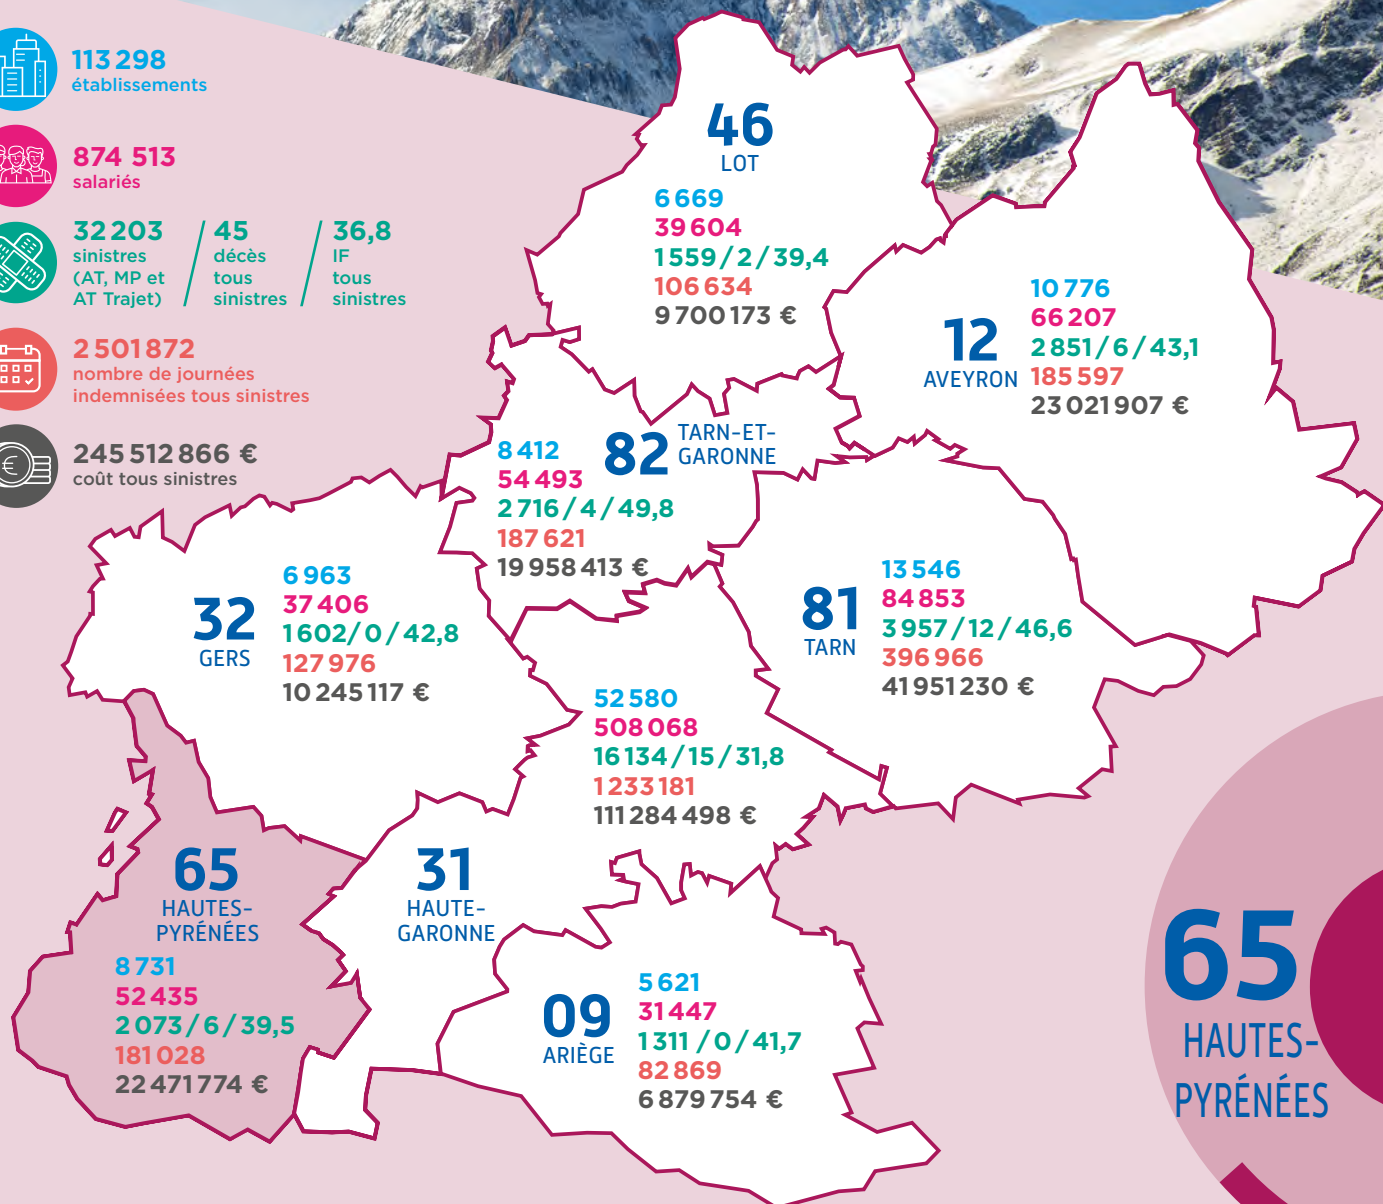 113 298
établissements
874 513
salariés
32 203
sinistres
(AT, MP et
AT Trajet)
45
décès
tous
sinistres
36,8
IF
tous
sinistres
2 501 872
nombre de journées
indemnisées tous sinistres
245 512 866 €
coût tous sinistres
46
LOT
6 669
39 604
1 559 / 2 / 39,4
106 634
9 700 173 €
12
AVEYRON
10 776
66 207
2 851 / 6 / 43,1
185 597
23 021 907 €
82
TARN-ET-
GARONNE
8 412
54 493
2 716 / 4 / 49,8
187 621
19 958 413 €
32
GERS
6 963
37 406
1 602 / 0 / 42,8
127 976
10 245 117 €
81
TARN
13 546
84 853
3 957 / 12 / 46,6
396 966
41 951 230 €
31
HAUTE-
GARONNE
52 580
508 068
16 134 / 15 / 31,8
1 233 181
111 284 498 €
65
HAUTES-
PYRÉNÉES
8 731
52 435
2 073 / 6 / 39,5
181 028
22 471 774 €
09
ARIÈGE
5 621
31 447
1 311 / 0 / 41,7
82 869
6 879 754 €
65
HAUTES-
PYRÉNÉES